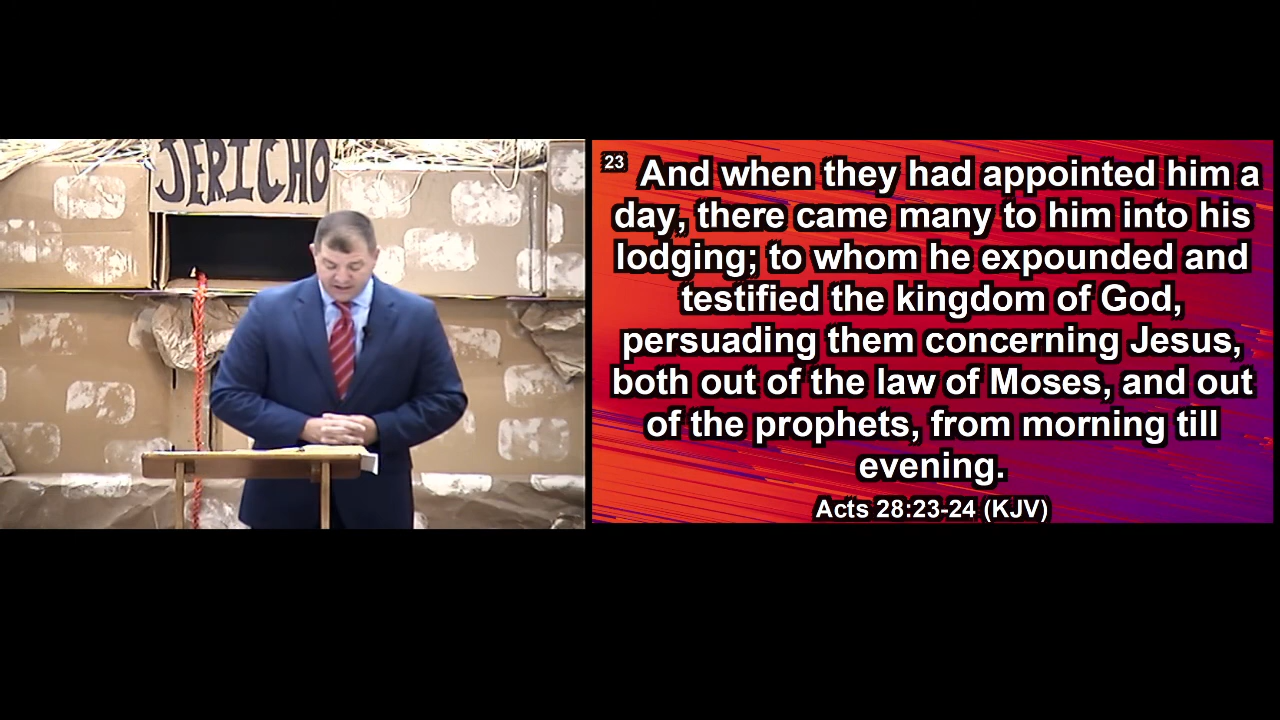 JERICHO
23 And when they had appointed him a
day, there came many to him into his
lodging; to whom he expounded and
testified the kingdom of God,
persuading them concerning Jesus,
both out of the law of Moses, and out
of the prophets, from morning till
evening.
Acts 28:23-24 (KJV)